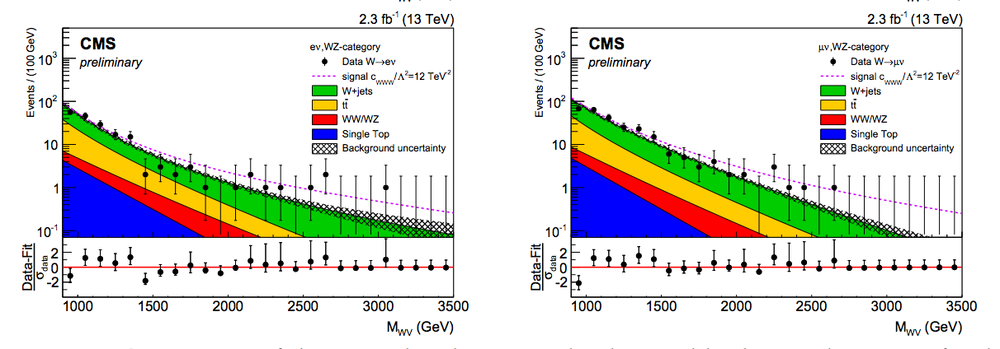 2.3 fb⁻¹ (13 TeV)
CMS
preliminary
eν,WZ-category
Data W→eν
signal c_WWW/Λ²=12 TeV⁻²
W+jets
tt̄
WW/WZ
Single Top
Background uncertainty
Events / (100 GeV)
10³
10²
10
1
10⁻¹
Data-Fit
σ_data
2
0
-2
1000 1500 2000 2500 3000 3500
M_WV (GeV)
2.3 fb⁻¹ (13 TeV)
CMS
preliminary
μν,WZ-category
Data W→μν
signal c_WWW/Λ²=12 TeV⁻²
W+jets
tt̄
WW/WZ
Single Top
Background uncertainty
Events / (100 GeV)
10³
10²
10
1
10⁻¹
Data-Fit
σ_data
2
0
-2
1000 1500 2000 2500 3000 3500
M_WV (GeV)